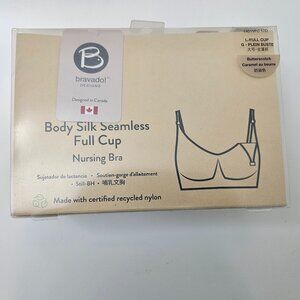 B
bravado!
DESIGNS
Designed in Canada
L-FULL CUP
G - PLEIN BUSTE
Butterscotch
Caramel au beurre
Body Silk Seamless
Full Cup
Nursing Bra
Sujetador de lactancia • Soutien-gorge d'allaitement
• Still-BH • 哺乳文胸
Made with certified recycled nylon